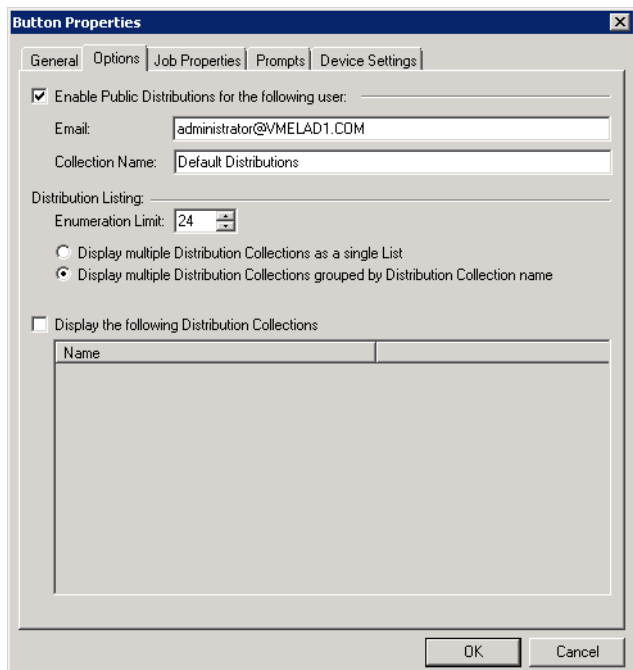 Button Properties
General Options Job Properties Prompts Device Settings
Enable Public Distributions for the following user:
Email: administrator@VMELAD1.COM
Collection Name: Default Distributions
Distribution Listing:
Enumeration Limit: 24
Display multiple Distribution Collections as a single List
Display multiple Distribution Collections grouped by Distribution Collection name
Display the following Distribution Collections
Name
OK Cancel